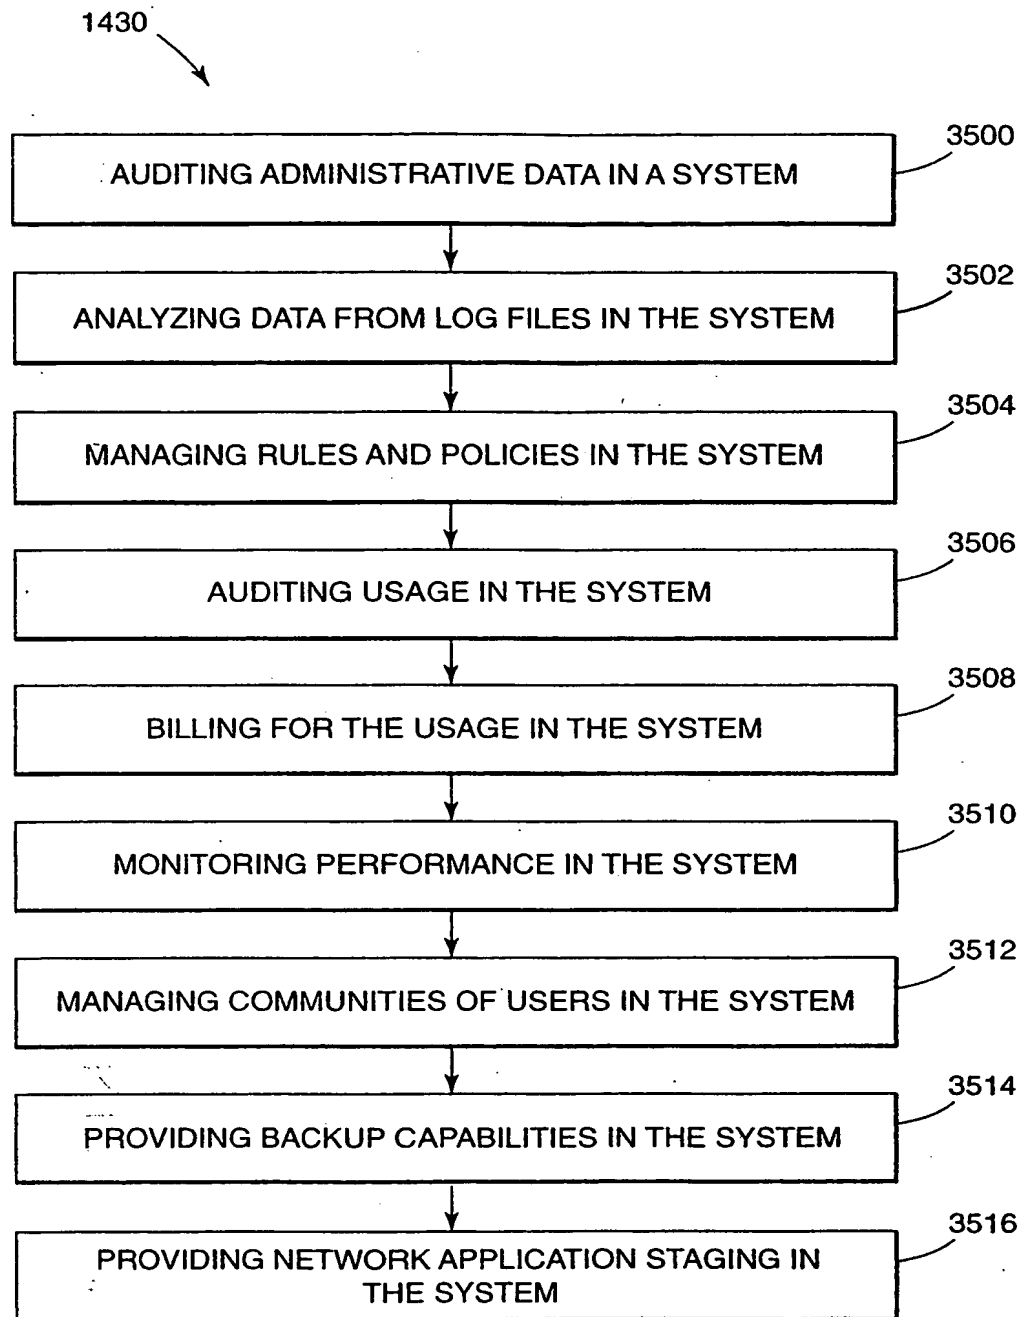 1430
3500
AUDITING ADMINISTRATIVE DATA IN A SYSTEM
3502
ANALYZING DATA FROM LOG FILES IN THE SYSTEM
3504
MANAGING RULES AND POLICIES IN THE SYSTEM
3506
AUDITING USAGE IN THE SYSTEM
3508
BILLING FOR THE USAGE IN THE SYSTEM
3510
MONITORING PERFORMANCE IN THE SYSTEM
3512
MANAGING COMMUNITIES OF USERS IN THE SYSTEM
3514
PROVIDING BACKUP CAPABILITIES IN THE SYSTEM
3516
PROVIDING NETWORK APPLICATION STAGING IN
THE SYSTEM